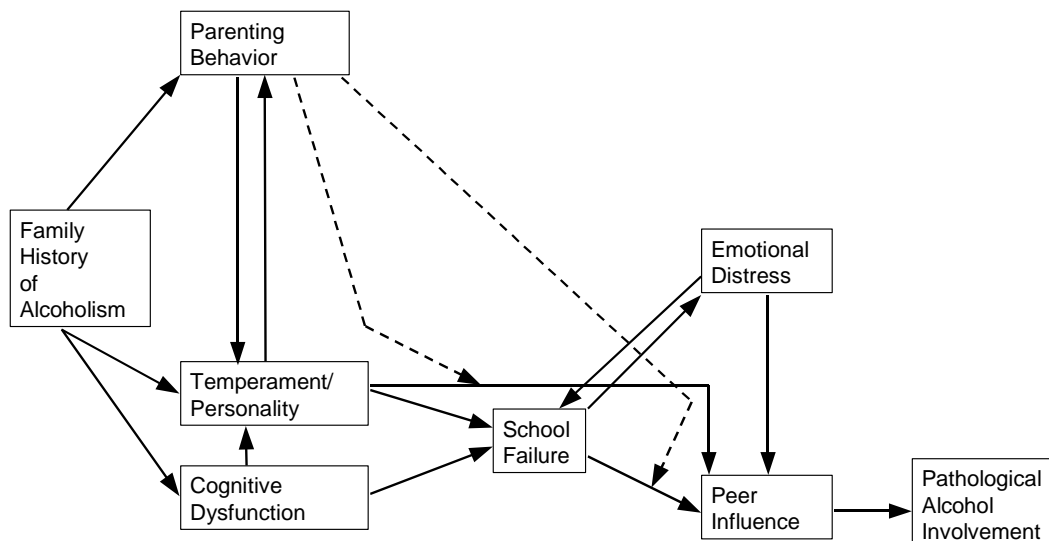 Parenting
Behavior
Family
History
of
Alcoholism
Emotional
Distress
Temperament/
Personality
School
Failure
Cognitive
Dysfunction
Peer
Influence
Pathological
Alcohol
Involvement